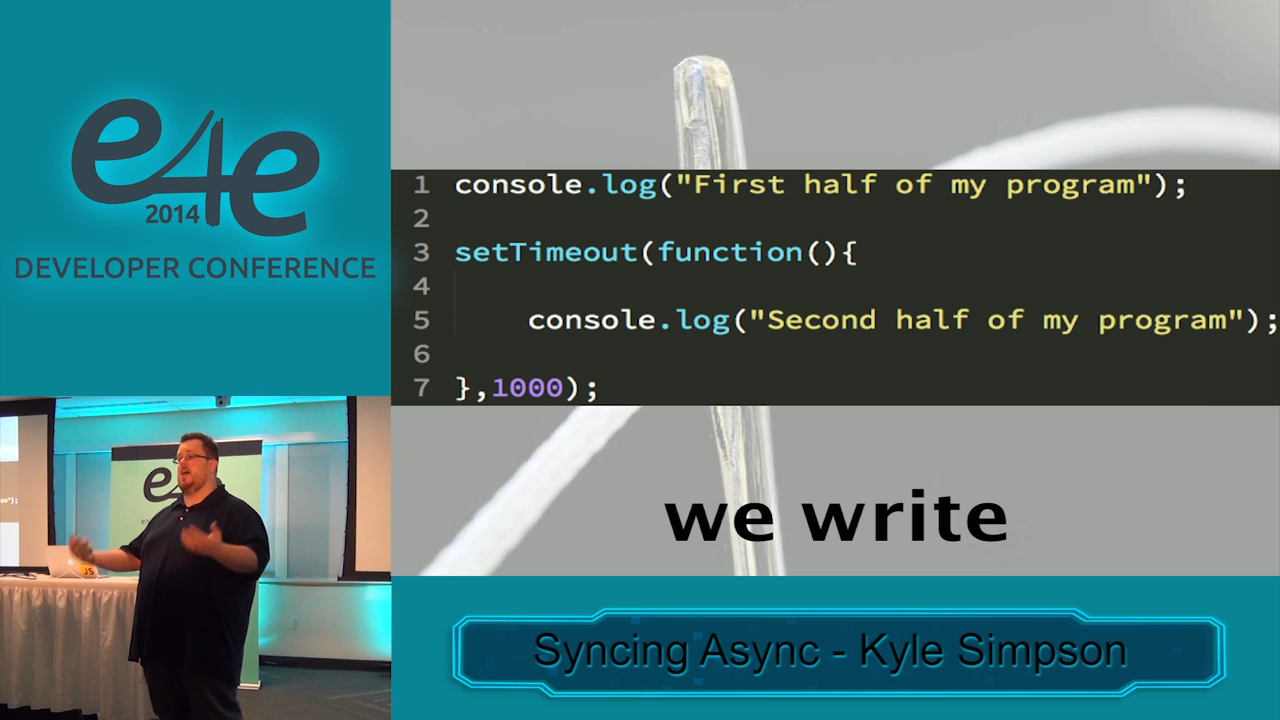 e4e
2014
DEVELOPER CONFERENCE
1 console.log("First half of my program");
2
3 setTimeout(function(){
4
5 console.log("Second half of my program");
6
7 },1000);
we write
JS
Syncing Async - Kyle Simpson